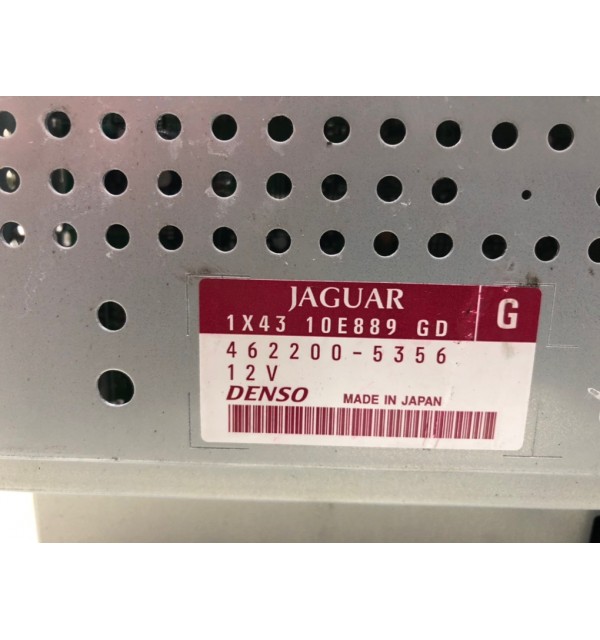 JAGUAR
1X43 10E889 GD
G
462200-5356
12V
DENSO MADE IN JAPAN